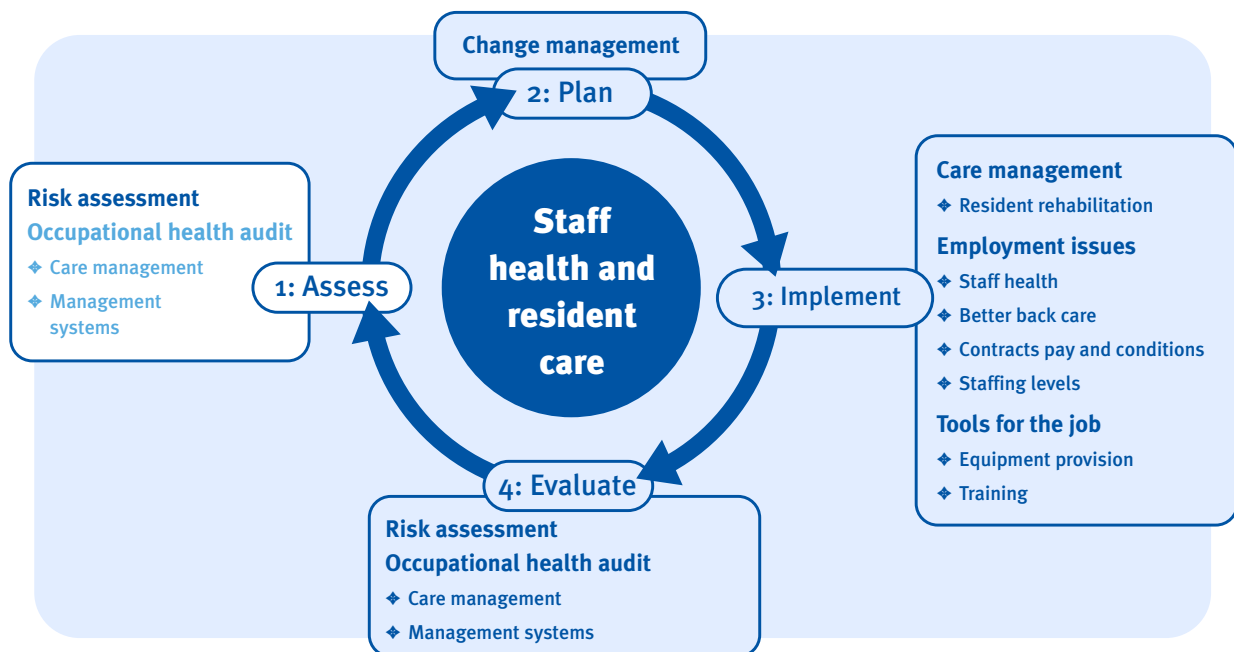 Change management
2: Plan
Risk assessment
Occupational health audit
✥ Care management
✥ Management
systems
1: Assess
Staff
health and
resident
care
3: Implement
Care management
✥ Resident rehabilitation
Employment issues
✥ Staff health
✥ Better back care
✥ Contracts pay and conditions
✥ Staffing levels
Tools for the job
✥ Equipment provision
✥ Training
4: Evaluate
Risk assessment
Occupational health audit
✥ Care management
✥ Management systems